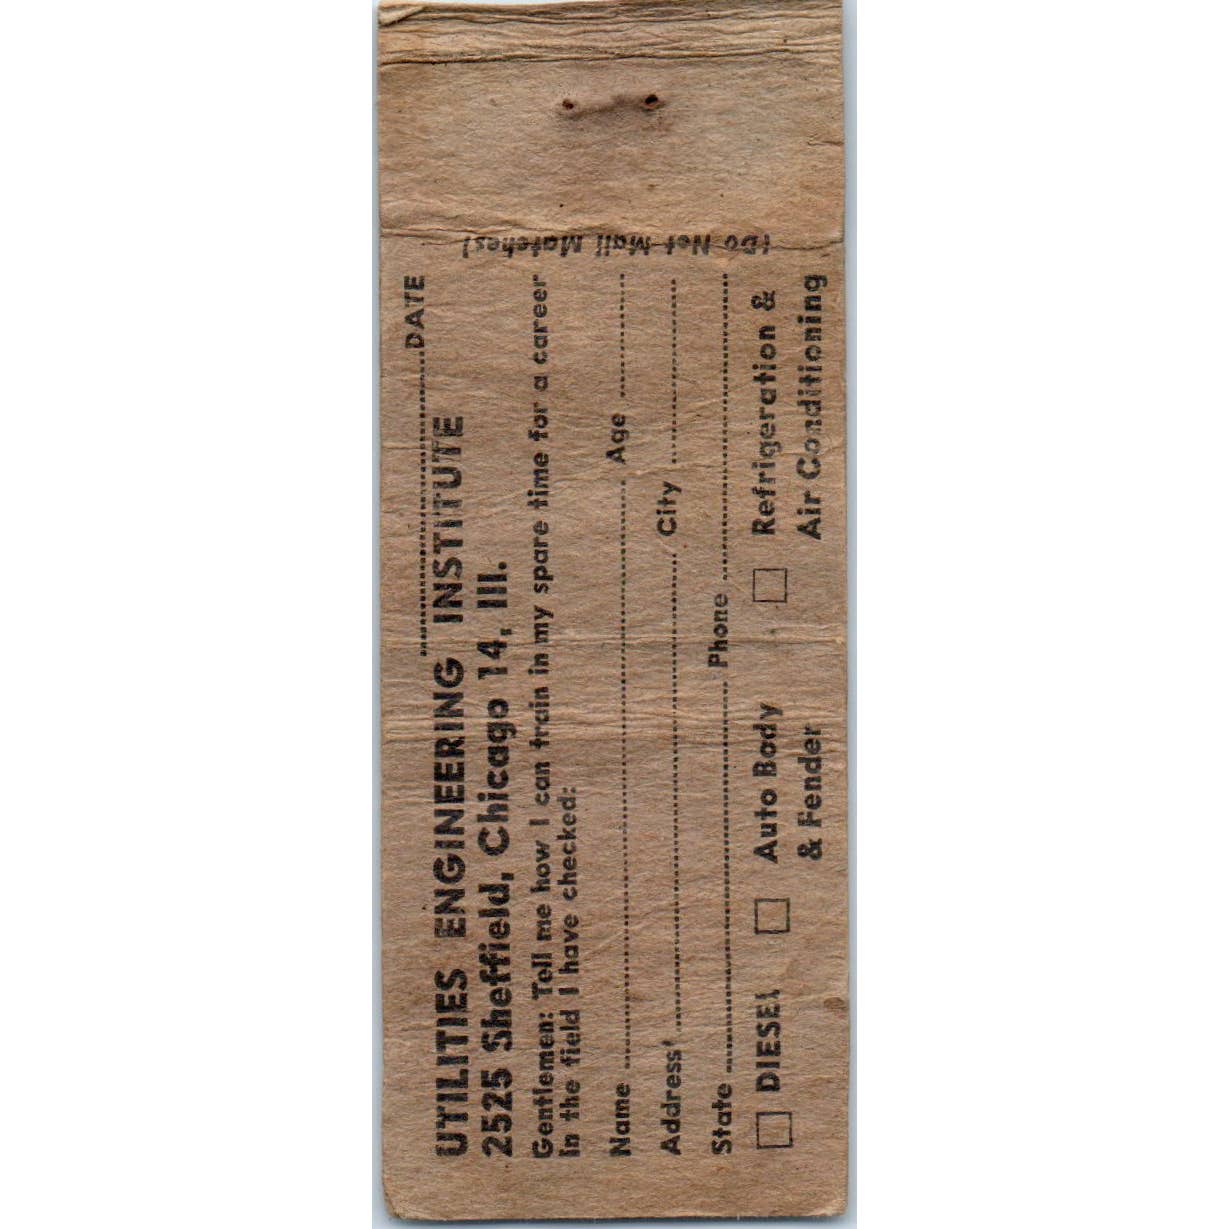 ..............................DATE
UTILITIES ENGINEERING INSTITUTE
2525 Sheffield, Chicago 14, Ill.
Gentlemen: Tell me how I can train in my spare time for a career
in the field I have checked:
Name .............................. Age ..............
Address .............................. City ..............
State .............................. Phone ..............
☐ DIESEL ☐ Auto Body ☐ Refrigeration &
& Fender Air Conditioning
(Do Not Mail Matches)